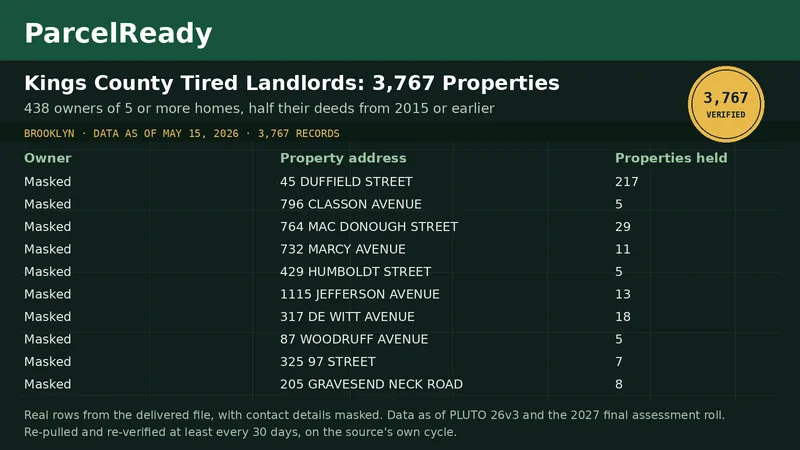 ParcelReady
Kings County Tired Landlords: 3,767 Properties
438 owners of 5 or more homes, half their deeds from 2015 or earlier
3,767
VERIFIED
BROOKLYN · DATA AS OF MAY 15, 2026 · 3,767 RECORDS
Owner Property address Properties held
Masked 45 DUFFIELD STREET 217
Masked 796 CLASSON AVENUE 5
Masked 764 MAC DONOUGH STREET 29
Masked 732 MARCY AVENUE 11
Masked 429 HUMBOLDT STREET 5
Masked 1115 JEFFERSON AVENUE 13
Masked 317 DE WITT AVENUE 18
Masked 87 WOODRUFF AVENUE 5
Masked 325 97 STREET 7
Masked 205 GRAVESEND NECK ROAD 8
Real rows from the delivered file, with contact details masked. Data as of PLUTO 26v3 and the 2027 final assessment roll.
Re-pulled and re-verified at least every 30 days, on the source's own cycle.